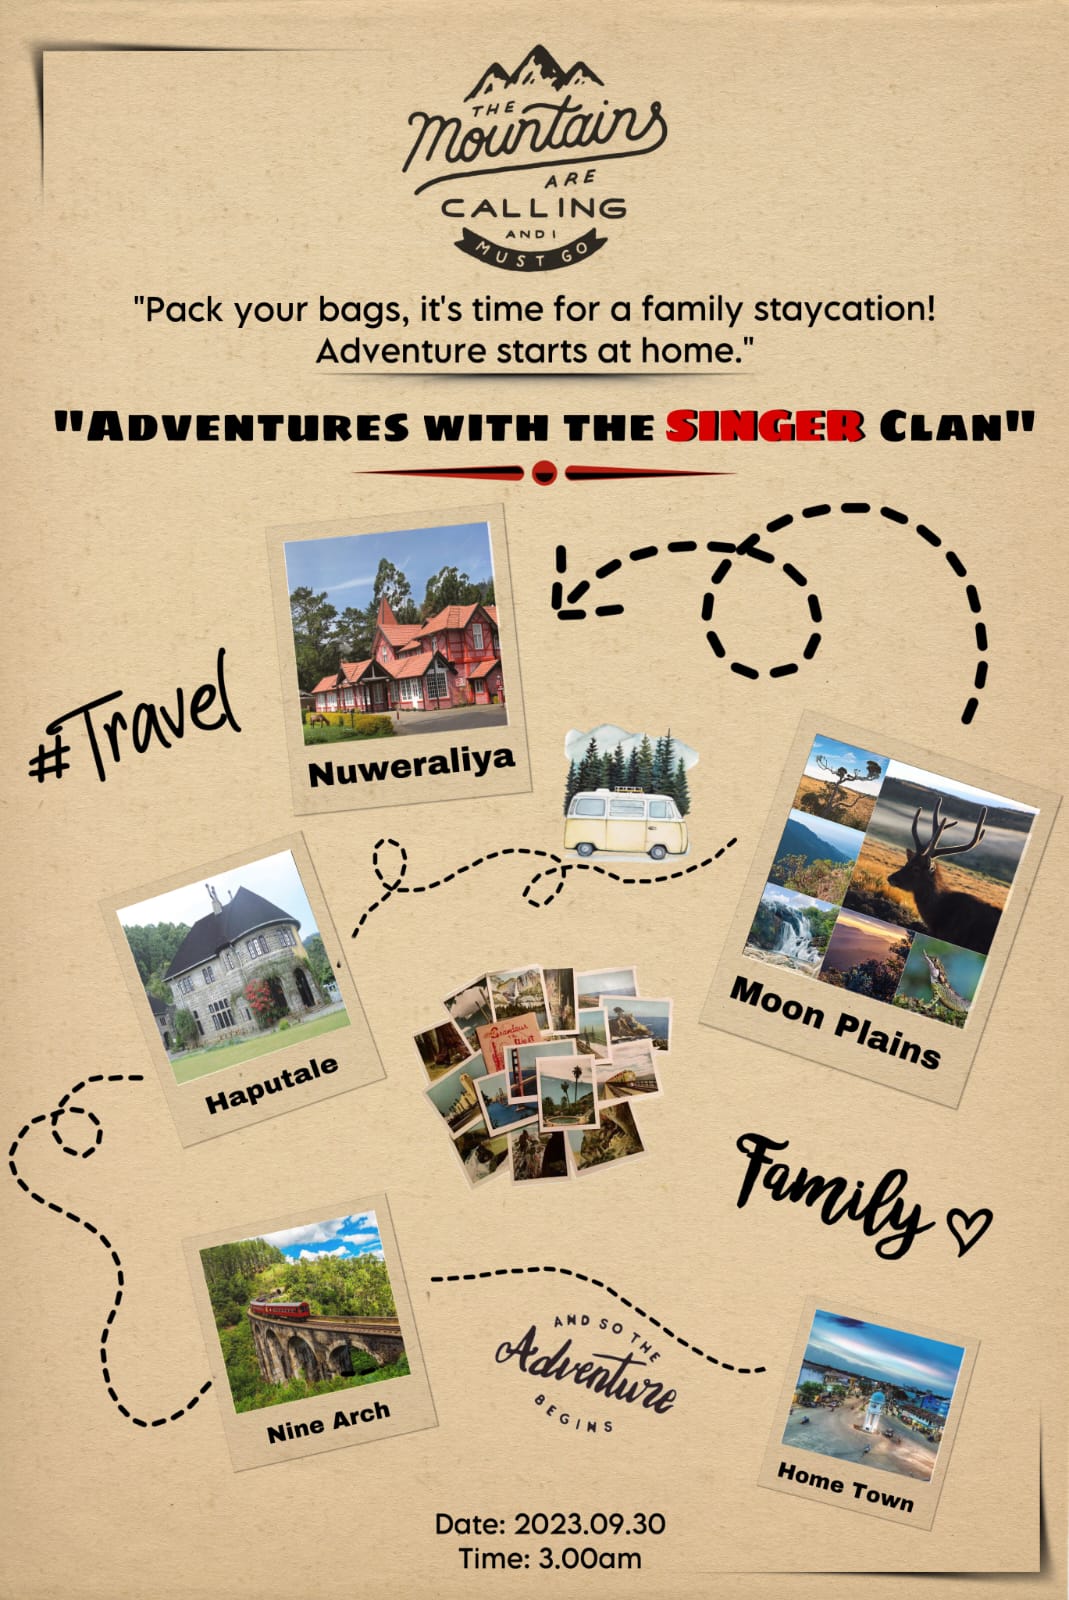 THE
Mountains
ARE
CALLING
AND I
MUST GO
"Pack your bags, it's time for a family staycation!
Adventure starts at home."
"Adventures with the SINGER Clan"
#Travel
Nuweraliya
Moon Plains
Haputale
Grandeur
West
Family
Nine Arch
AND SO THE
Adventure
BEGINS
Home Town
Date: 2023.09.30
Time: 3.00am